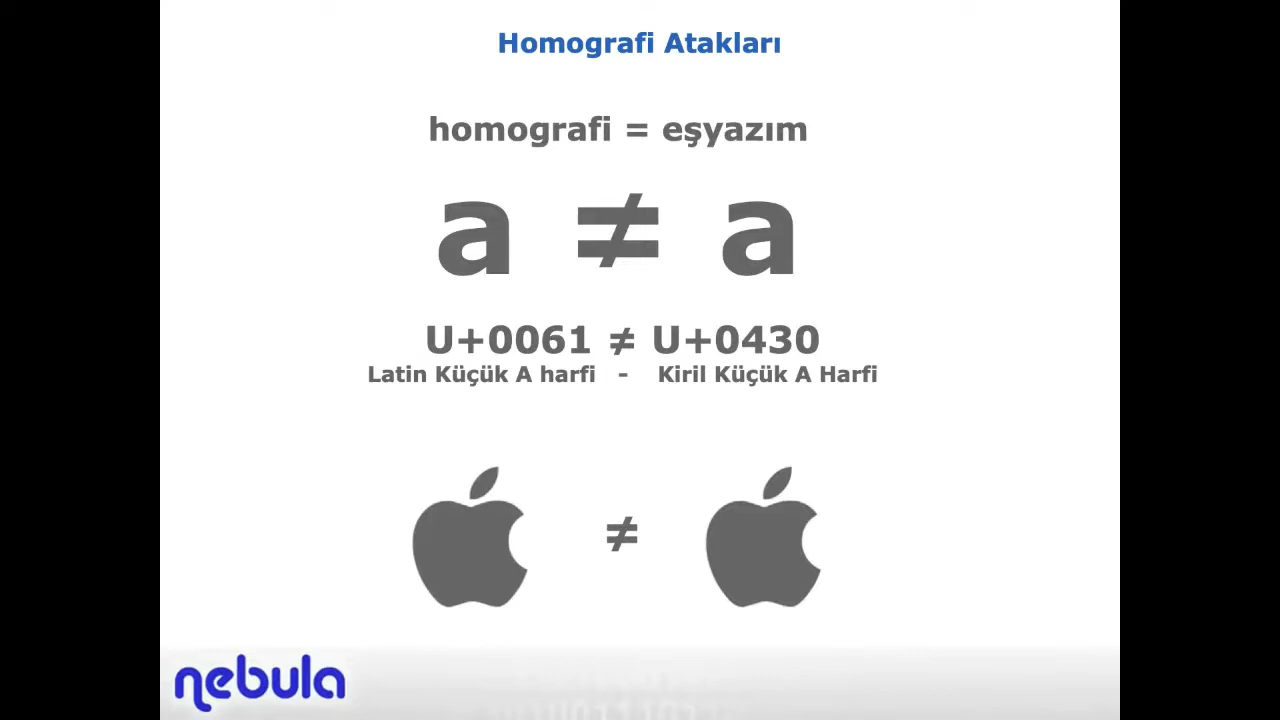 Homografi Atakları
homografi = eşyazım
a ≠ a
U+0061 ≠ U+0430
Latin Küçük A harfi - Kiril Küçük A Harfi
≠
nebula